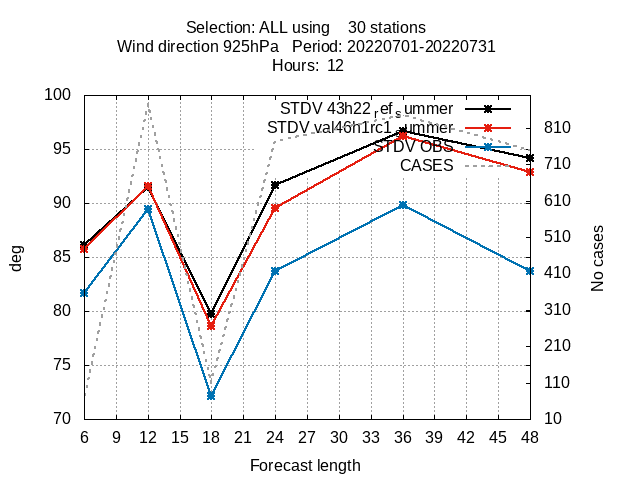 Selection: ALL using 30 stations
Wind direction 925hPa Period: 20220701-20220731
Hours: 12
STDV 43h22refsummer
STDV val46h1rc1summer
STDV OBS
CASES
100
95
90
85
80
75
70
deg
810
710
610
510
410
310
210
110
10
No cases
6 9 12 15 18 21 24 27 30 33 36 39 42 45 48
Forecast length